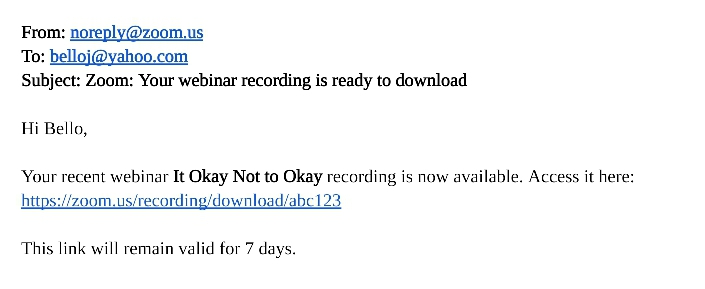 From: noreply@zoom.us
To: belloj@yahoo.com
Subject: Zoom: Your webinar recording is ready to download
Hi Bello,
Your recent webinar It Okay Not to Okay recording is now available. Access it here:
https://zoom.us/recording/download/abc123
This link will remain valid for 7 days.